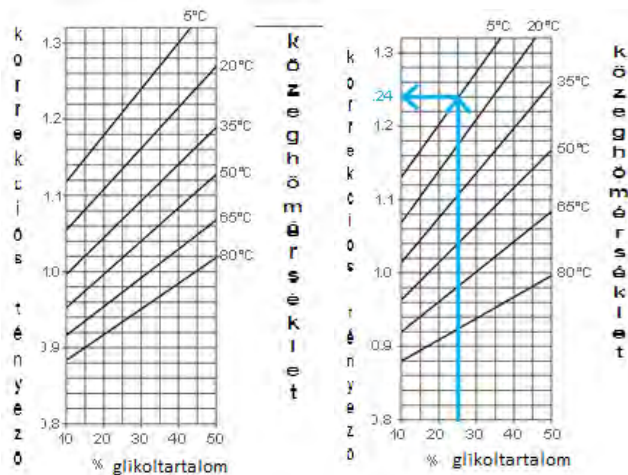 korrekciós tényező
1.3
1.2
1.1
1.0
0.9
0.8
5°C
20°C
35°C
50°C
65°C
80°C
10 20 30 40 50
% glikoltartalom
közeghőmérséklet
korrekciós tényező
1.3
.24
1.2
1.1
1.0
0.9
0.8
5°C 20°C
35°C
50°C
65°C
80°C
10 20 30 40 50
% glikoltartalom
közeghőmérséklet